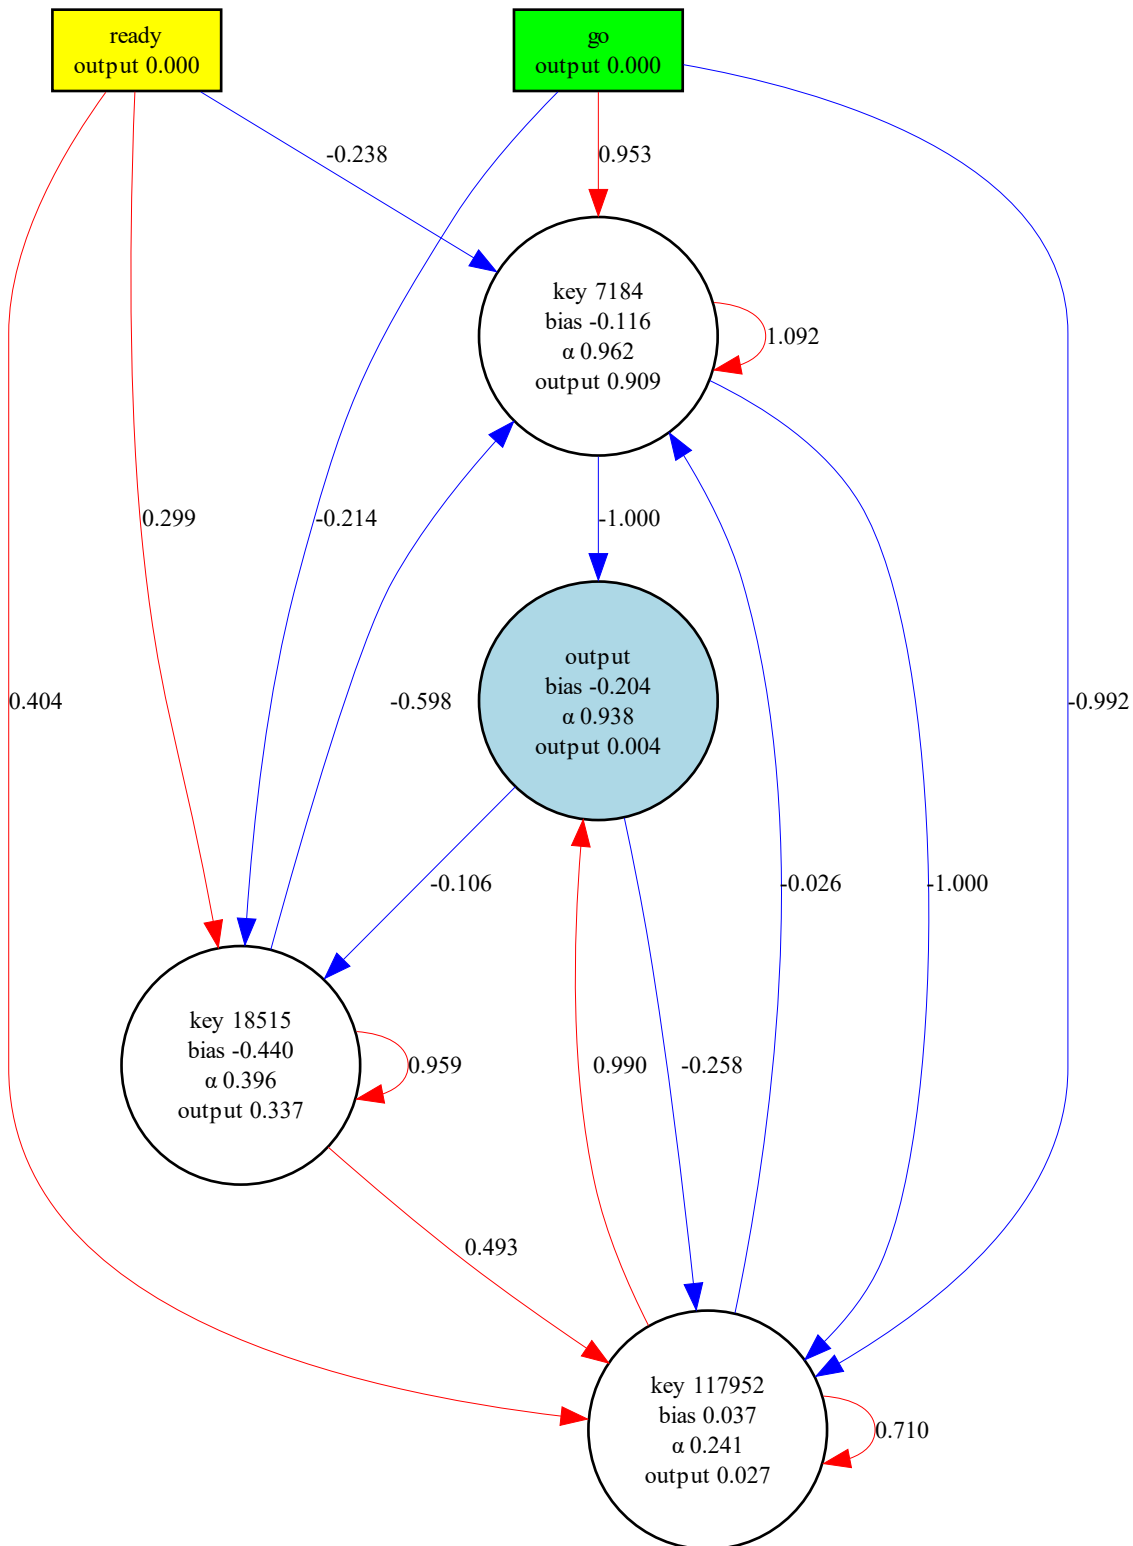 ready
output 0.000
go
output 0.000
-0.238
0.953
key 7184
bias -0.116
α 0.962
output 0.909
1.092
0.299
-0.214
-1.000
output
bias -0.204
α 0.938
output 0.004
0.404
-0.598
-0.992
-0.106
-0.026
-1.000
key 18515
bias -0.440
α 0.396
output 0.337
0.959
0.990
-0.258
0.493
key 117952
bias 0.037
α 0.241
output 0.027
0.710